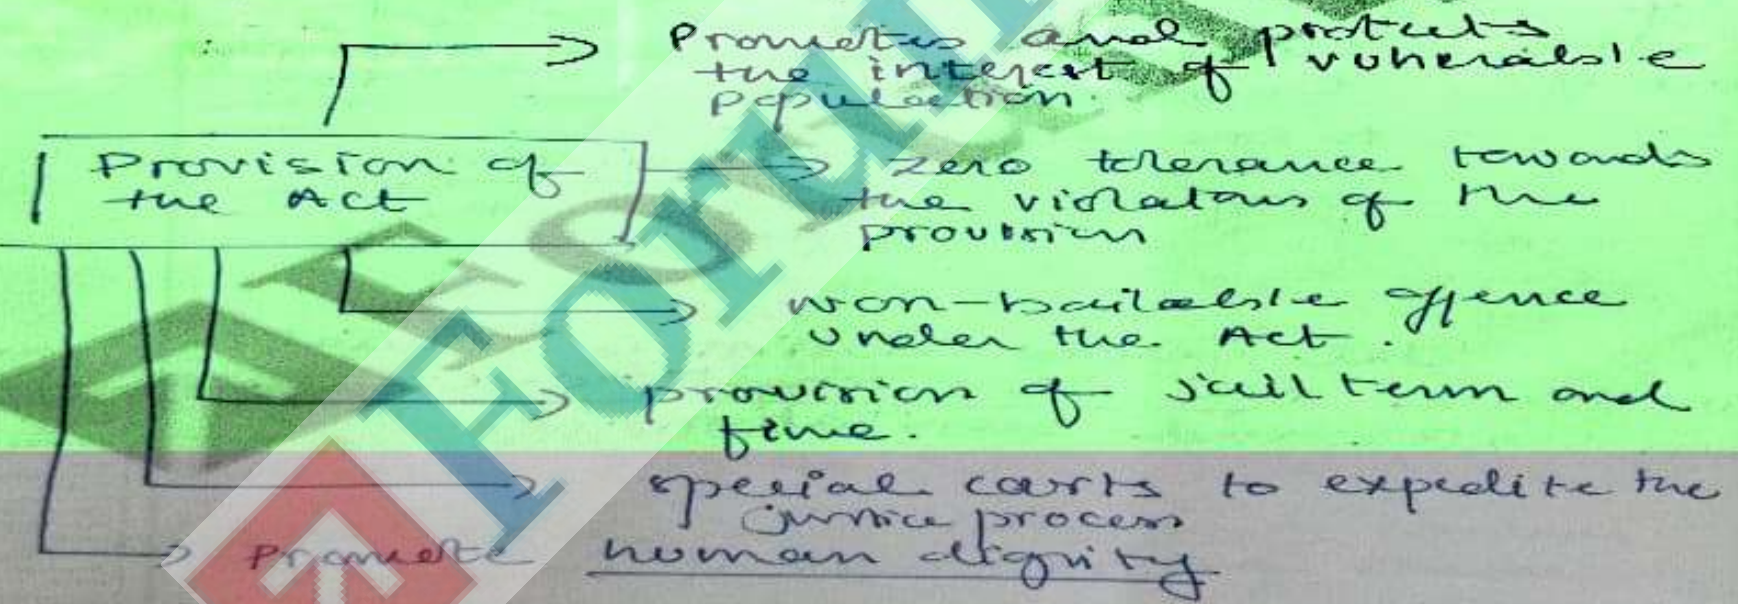 Promotes and protects
the interest of vulnerable
population.
Provision of
the Act
zero tolerance towards
the violators of the
provision
non-bailable offence
under the Act.
provision of jail term and
fine.
special courts to expedite the
justice process
Promote human dignity
Forum